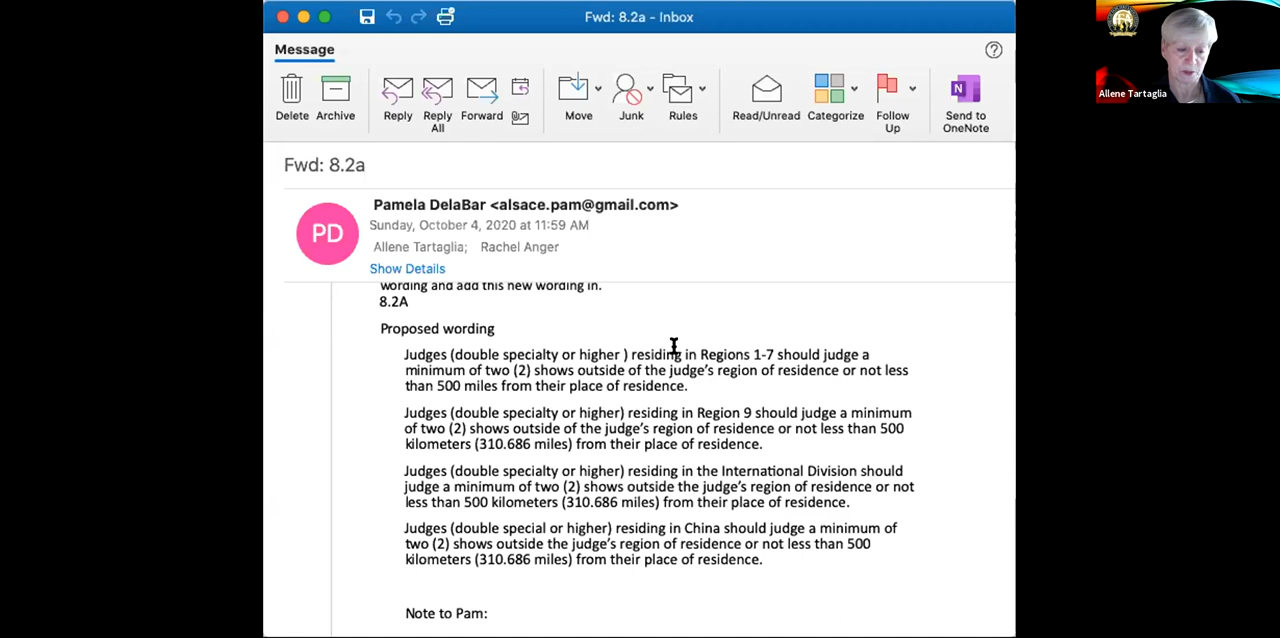 Fwd: 8.2a - Inbox
Message
Delete
Archive
Reply
Reply
All
Forward
Move
Junk
Rules
Read/Unread
Categorize
Follow
Up
N
Send to
OneNote
Fwd: 8.2a
PD
Pamela DelaBar <alsace.pam@gmail.com>
Sunday, October 4, 2020 at 11:59 AM
Allene Tartaglia; Rachel Anger
Show Details
wording and add this new wording in.
8.2A
Proposed wording
Judges (double specialty or higher ) residing in Regions 1-7 should judge a
minimum of two (2) shows outside of the judge's region of residence or not less
than 500 miles from their place of residence.
Judges (double specialty or higher) residing in Region 9 should judge a minimum
of two (2) shows outside of the judge's region of residence or not less than 500
kilometers (310.686 miles) from their place of residence.
Judges (double specialty or higher) residing in the International Division should
judge a minimum of two (2) shows outside the judge's region of residence or not
less than 500 kilometers (310.686 miles) from their place of residence.
Judges (double special or higher) residing in China should judge a minimum of
two (2) shows outside the judge's region of residence or not less than 500
kilometers (310.686 miles) from their place of residence.
Note to Pam:
Allene Tartaglia